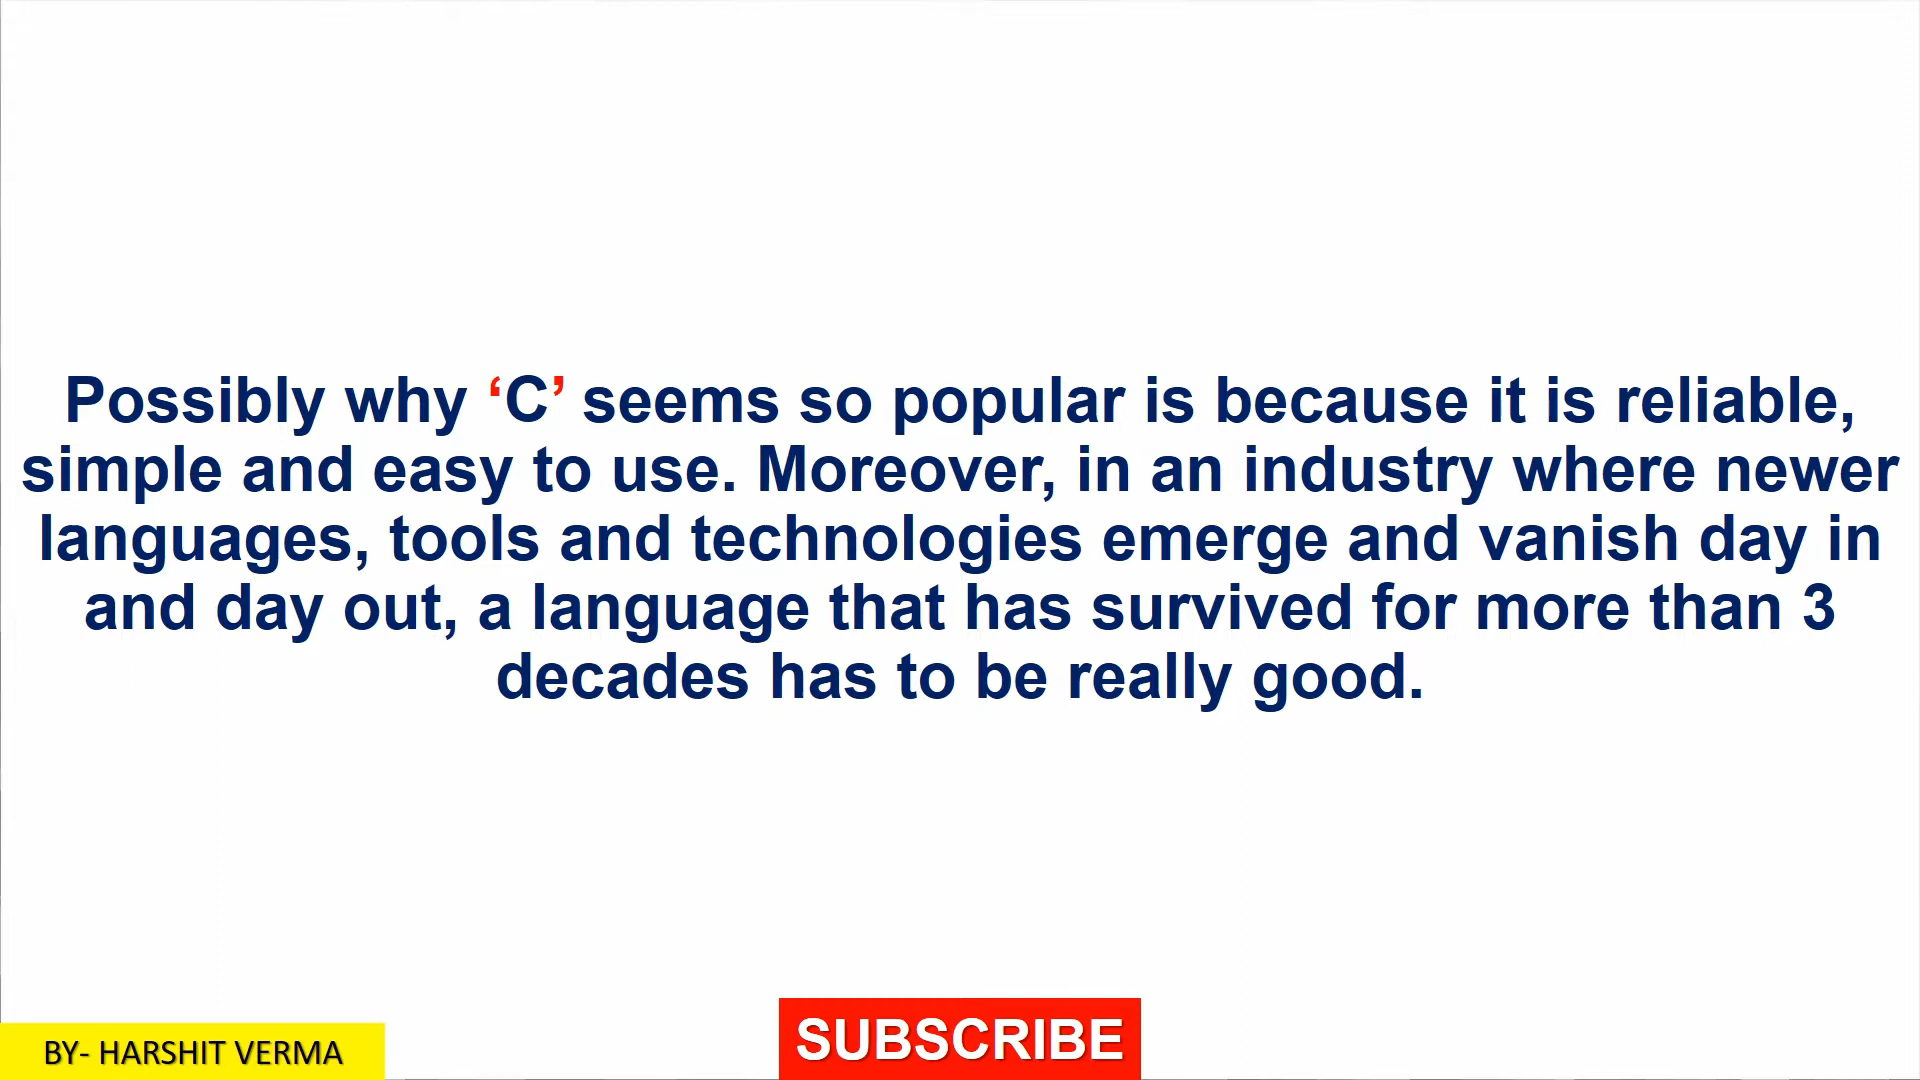 Possibly why ‘C’ seems so popular is because it is reliable,
simple and easy to use. Moreover, in an industry where newer
languages, tools and technologies emerge and vanish day in
and day out, a language that has survived for more than 3
decades has to be really good.
BY- HARSHIT VERMA
SUBSCRIBE